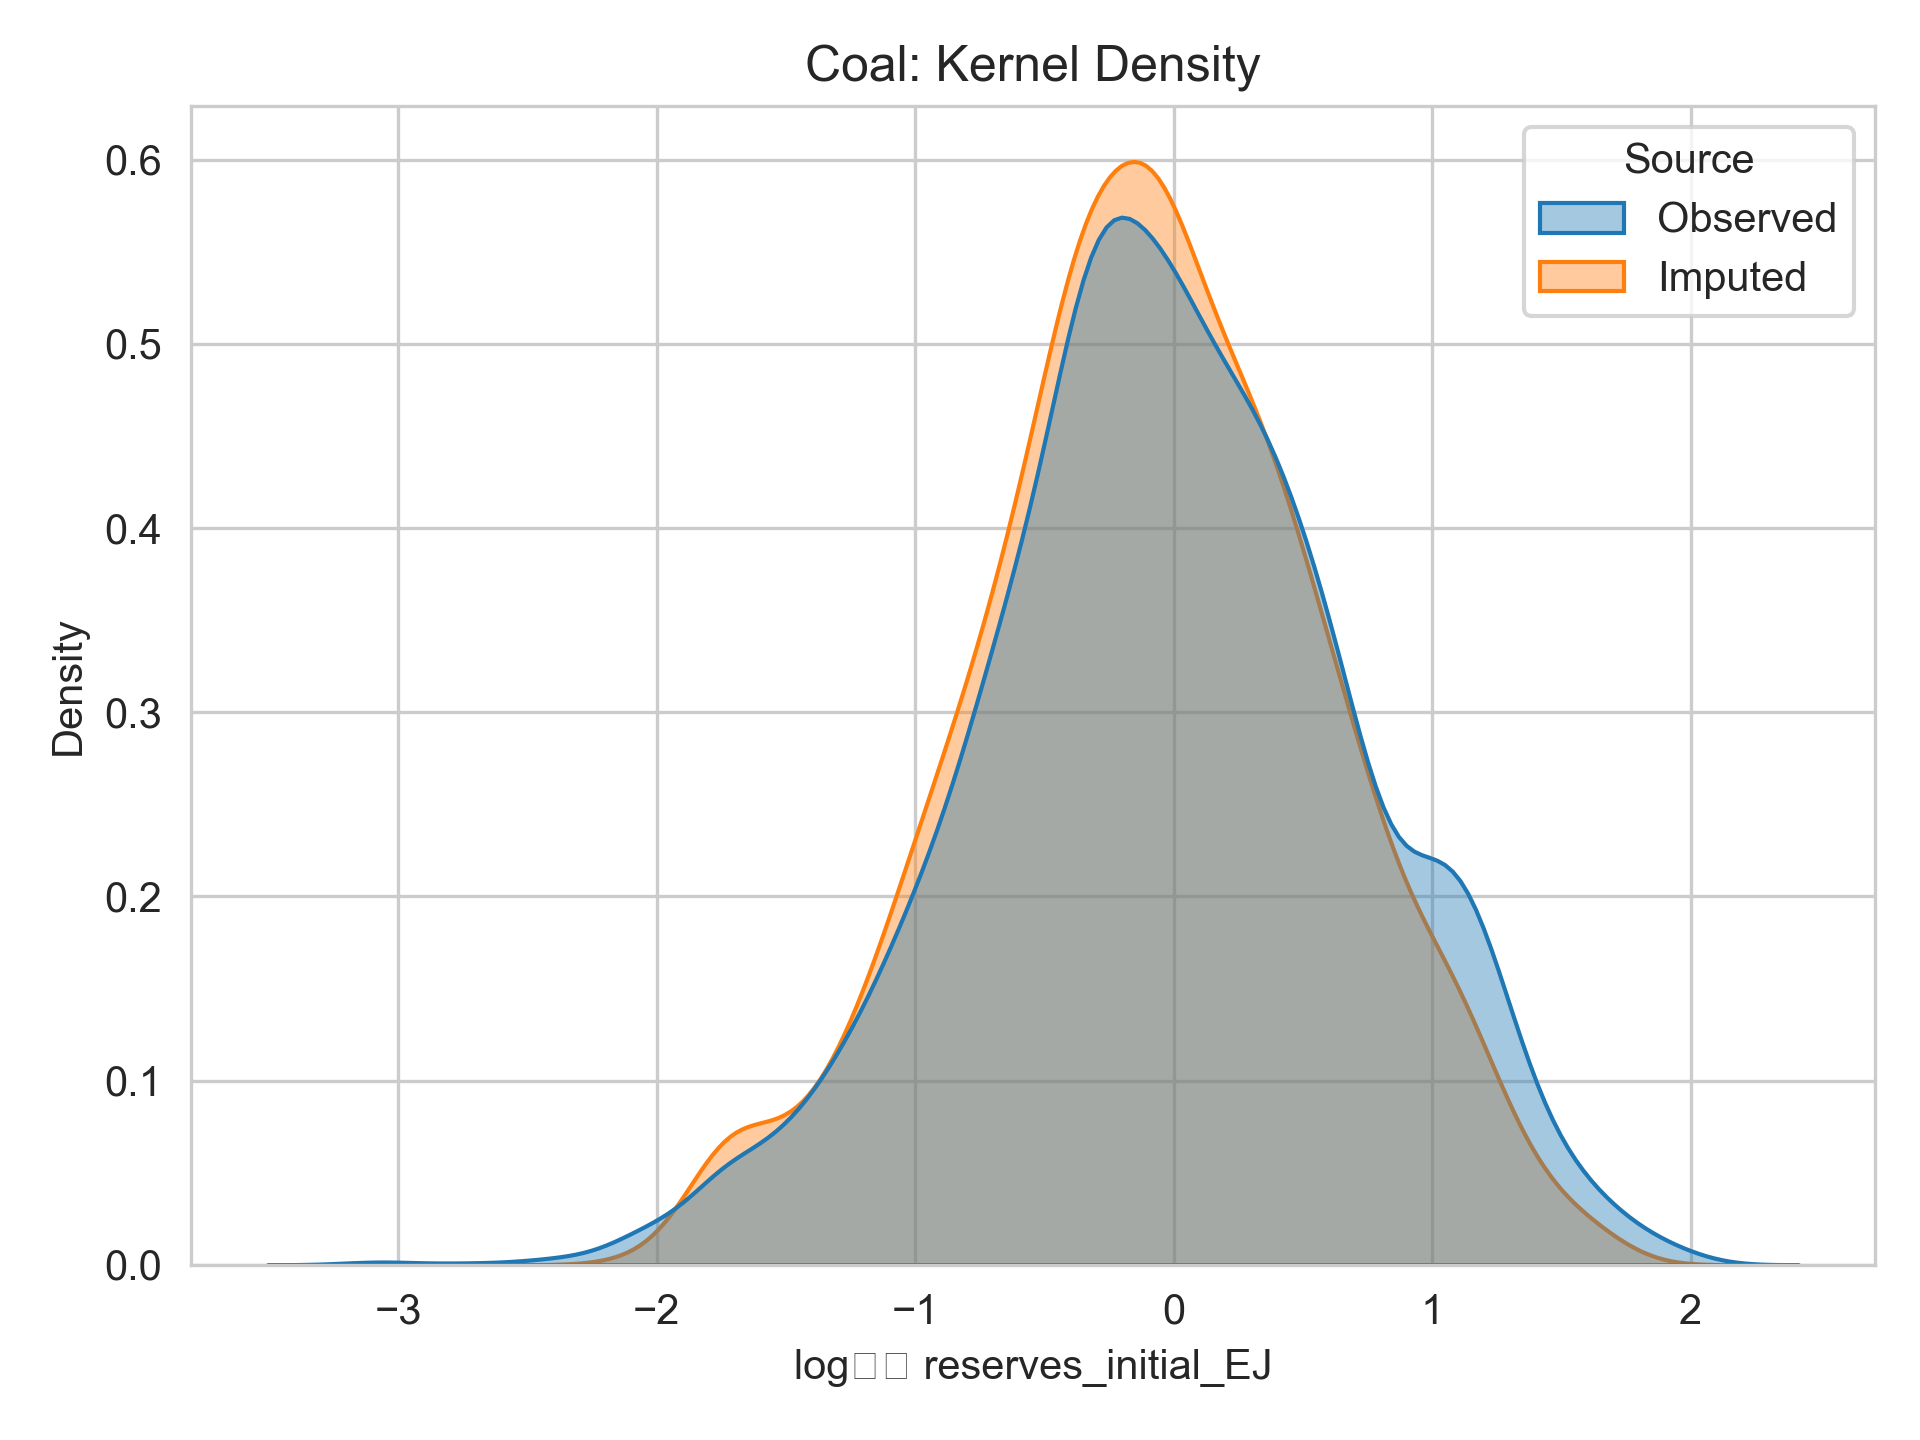 Coal: Kernel Density
Source
Observed
Imputed
0.6
0.5
0.4
0.3
0.2
0.1
0.0
Density
−3 −2 −1 0 1 2
log□□ reserves_initial_EJ